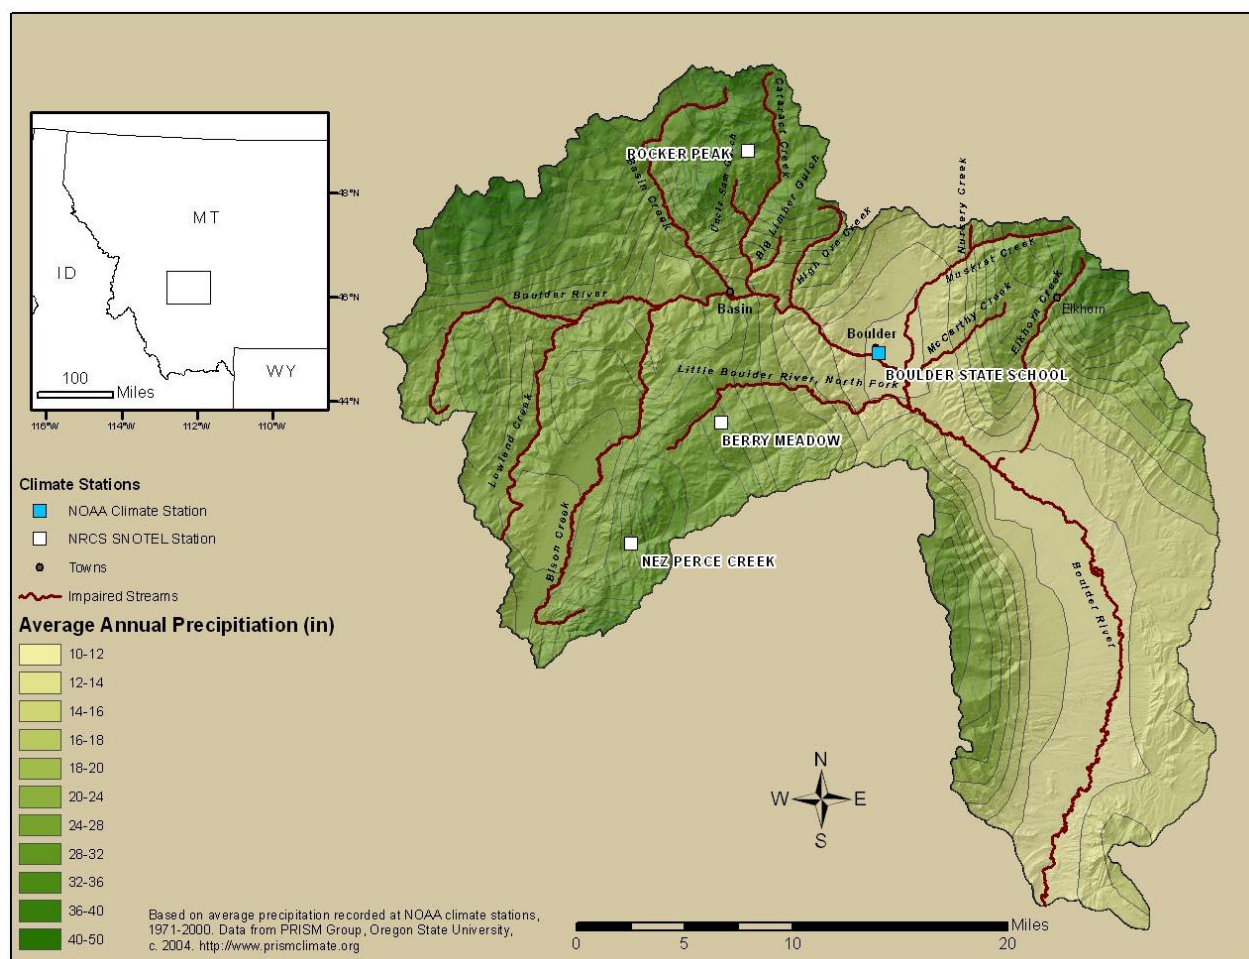 MT
ID
WY
48°N
46°N
44°N
116°W
114°W
112°W
110°W
100
Miles
Climate Stations
NOAA Climate Station
NRCS SNOTEL Station
Towns
Impaired Streams
Average Annual Precipitiation (in)
10-12
12-14
14-16
16-18
18-20
20-24
24-28
28-32
32-36
36-40
40-50
Based on average precipitation recorded at NOAA climate stations,
1971-2000. Data from PRISM Group, Oregon State University,
c. 2004. http://www.prismclimate.org
ROCKER PEAK
Cataract Creek
Basin Creek
Uncle Sam Gulch
Big Limber Gulch
High Ore Creek
Nursery Creek
Muskrat Creek
McCarthy Creek
Elkhorn Creek
Elkhorn
Boulder River
Basin
Boulder
BOULDER STATE SCHOOL
Little Boulder River, North Fork
BERRY MEADOW
Lowland Creek
Bison Creek
NEZ PERCE CREEK
Boulder River
N
W
E
S
Miles
0
5
10
20